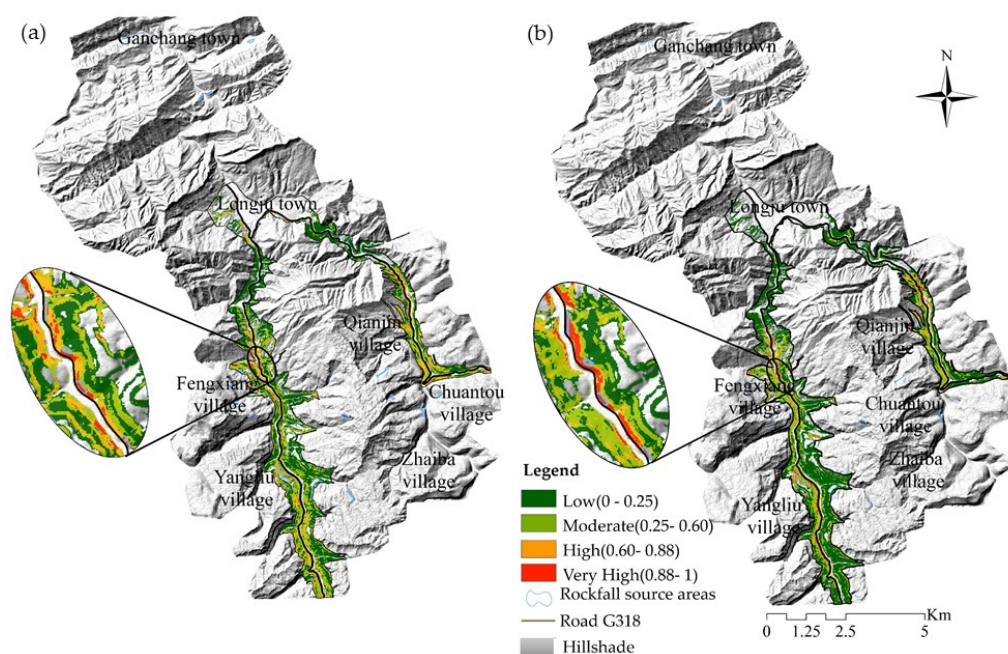 (a)
Ganchang town
Longju town
Qianjin
village
Fengxiang
village
Chuantou
village
Zhaiba
village
Yangliu
village
(b)
Ganchang town
N
Longju town
Qianjin
village
Fengxiang
village
Chuantou
village
Zhaiba
village
Yangliu
village
Legend
Low(0 - 0.25)
Moderate(0.25- 0.60)
High(0.60- 0.88)
Very High(0.88- 1)
Rockfall source areas
Road G318
Hillshade
Km
0 1.25 2.5 5